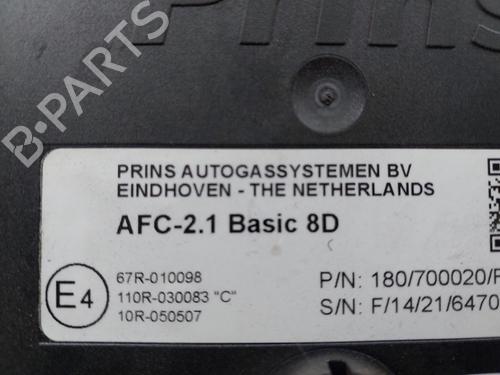 Prins
B-PARTS
PRINS AUTOGASSYSTEMEN BV
EINDHOVEN - THE NETHERLANDS
AFC-2.1 Basic 8D
E4
67R-010098
110R-030083 "C"
10R-050507
P/N: 180/700020/F
S/N: F/14/21/6470